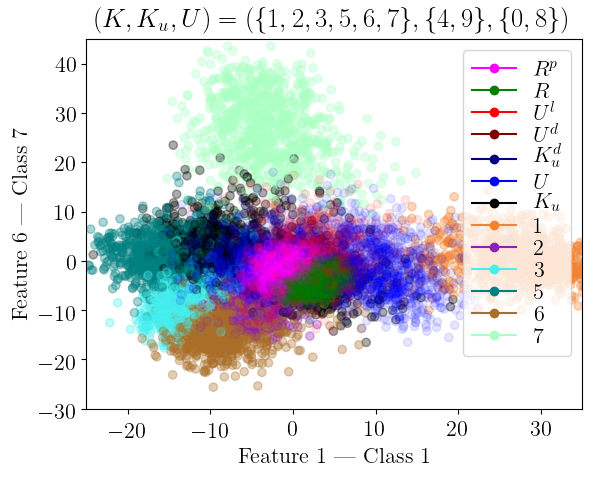 (K, K_u, U) = ({1, 2, 3, 5, 6, 7}, {4, 9}, {0, 8})
40
30
20
10
0
−10
−20
−30
Feature 6 — Class 7
R^p
R
U^l
U^d
K_u^d
U
K_u
1
2
3
5
6
7
−20 −10 0 10 20 30
Feature 1 — Class 1